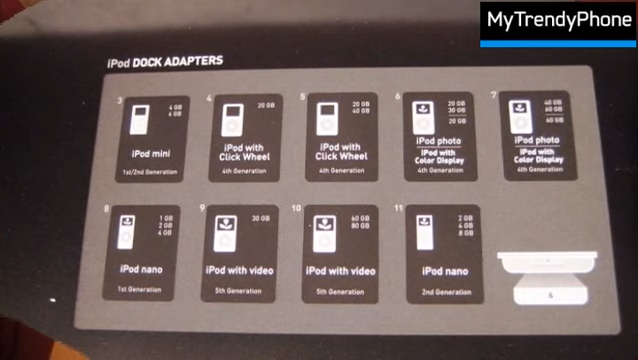 MyTrendyPhone
iPod DOCK ADAPTERS
3
4 GB
6 GB
iPod mini
1st/2nd Generation
4
20 GB
iPod with
Click Wheel
4th Generation
5
20 GB
40 GB
iPod with
Click Wheel
4th Generation
6
20 GB
30 GB
20 GB
iPod photo
iPod with
Color Display
4th Generation
7
40 GB
60 GB
60 GB
iPod photo
iPod with
Color Display
4th Generation
8
1 GB
2 GB
4 GB
iPod nano
1st Generation
9
30 GB
iPod with video
5th Generation
10
60 GB
80 GB
iPod with video
5th Generation
11
2 GB
4 GB
8 GB
iPod nano
2nd Generation
6